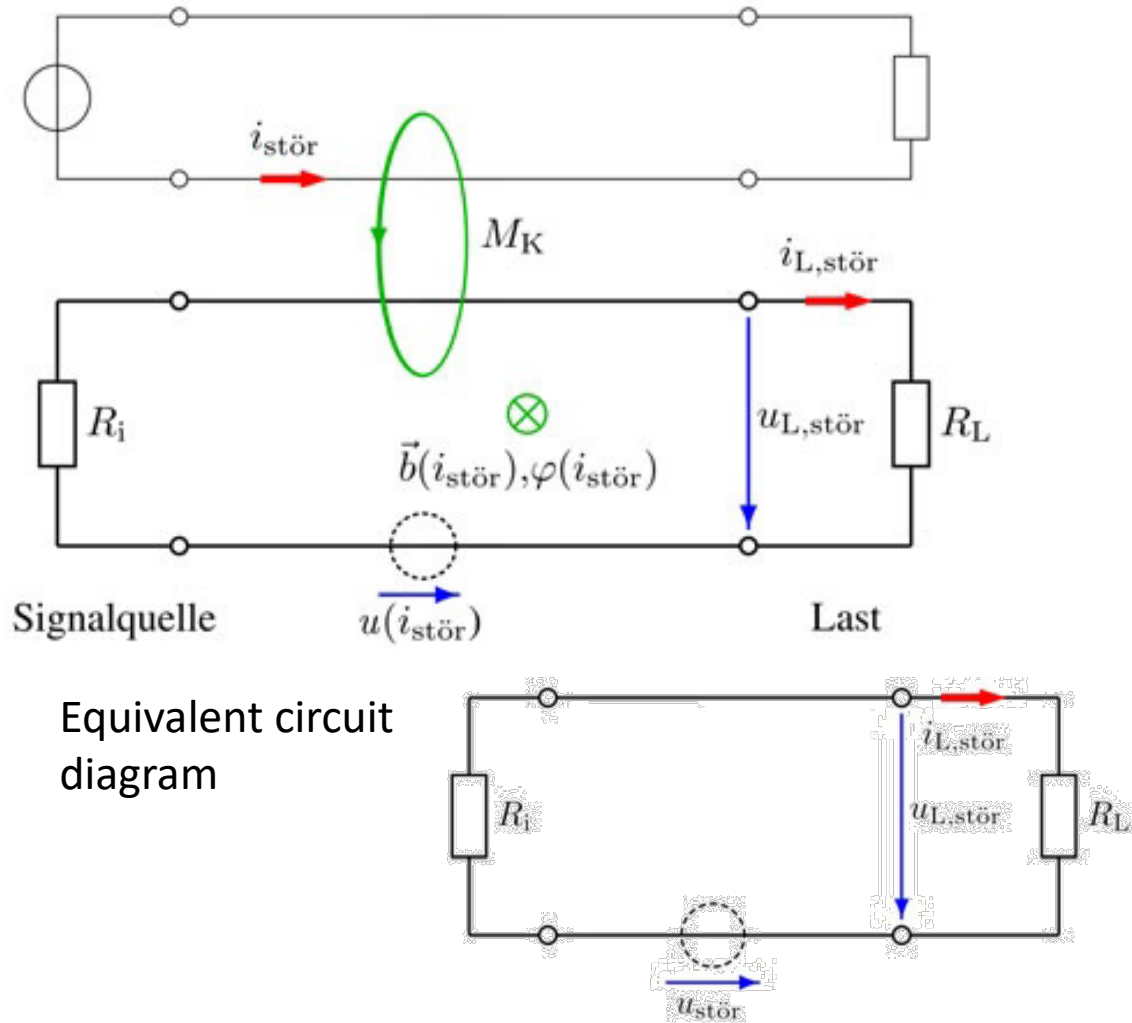 i_stör
M_K
i_L,stör
R_i
u_L,stör
R_L
b⃗(i_stör),φ(i_stör)
Signalquelle
u(i_stör)
Last
Equivalent circuit
diagram
i_L,stör
R_i
u_L,stör
R_L
u_stör